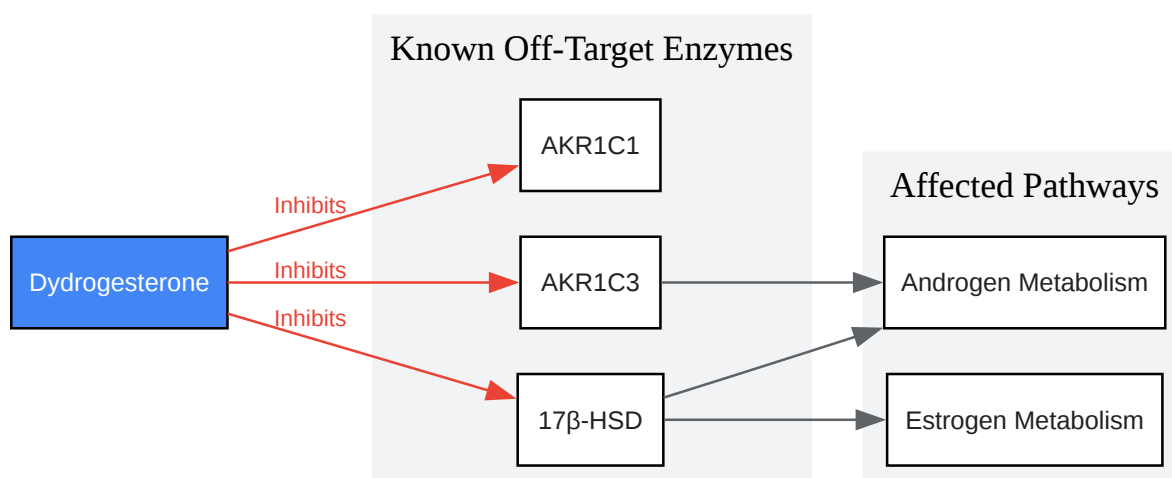 Known Off-Target Enzymes
AKR1C1
Affected Pathways
Inhibits
Dydrogesterone
Inhibits
AKR1C3
Androgen Metabolism
Inhibits
17β-HSD
Estrogen Metabolism